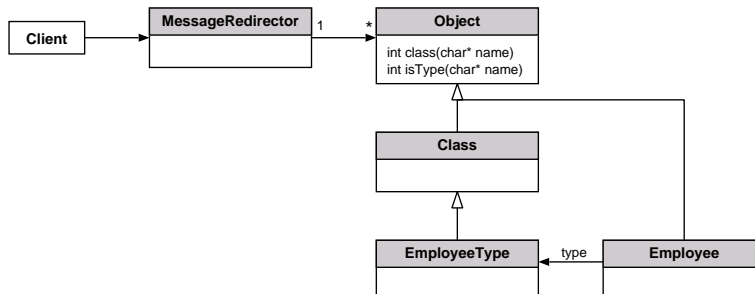 MessageRedirector
1
*
Object
Client
int class(char* name)
int isType(char* name)
Class
EmployeeType
type
Employee